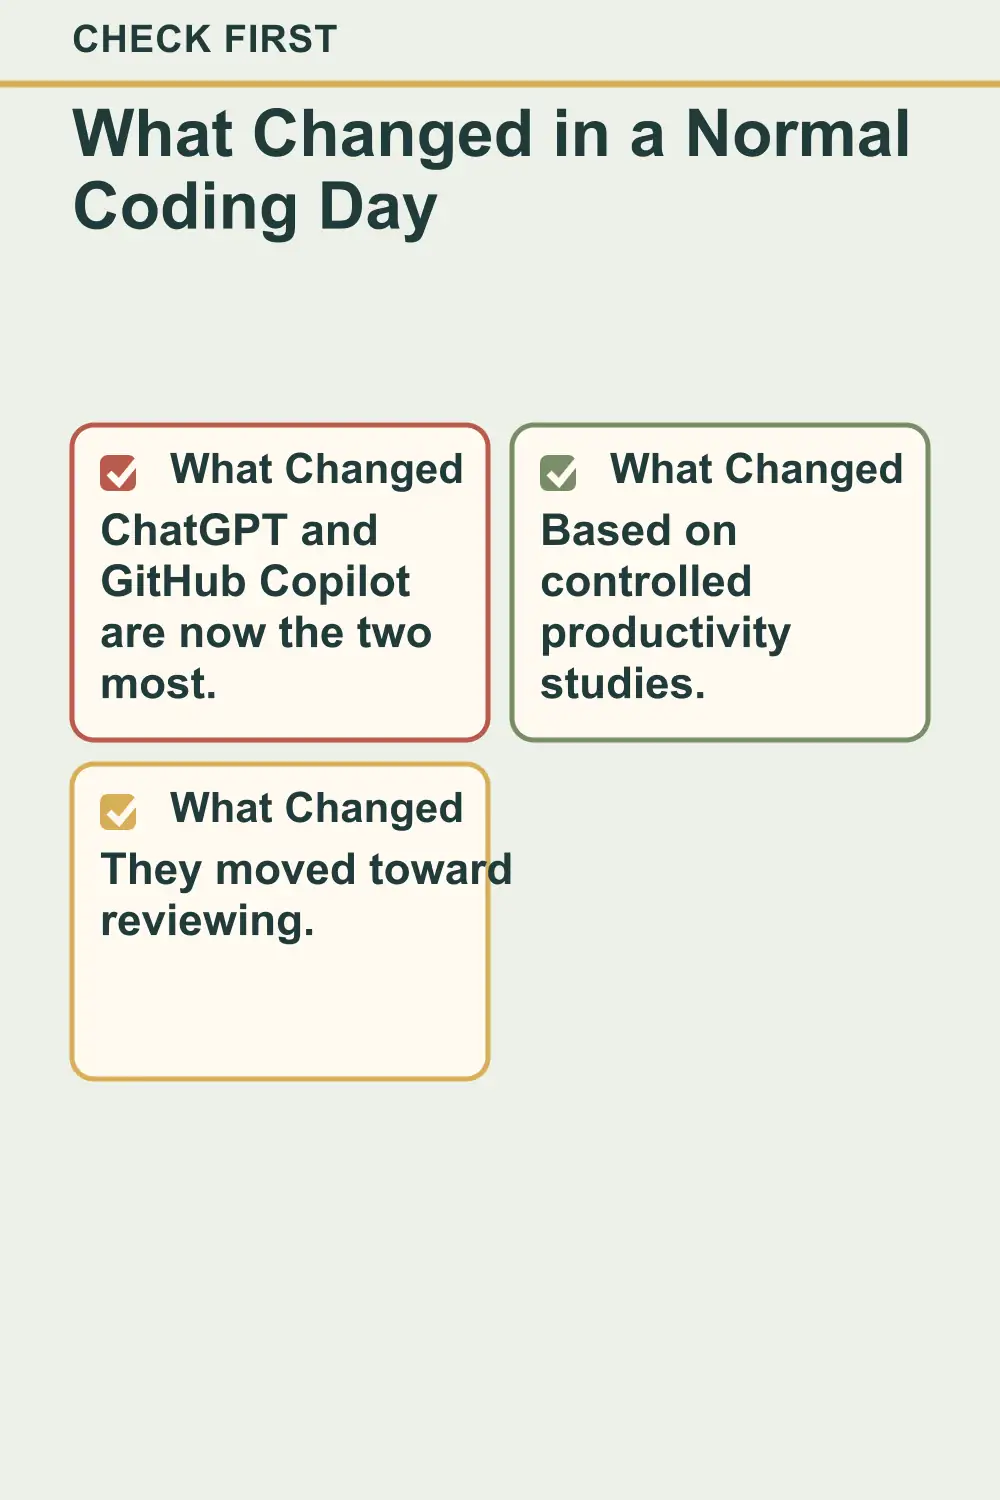 CHECK FIRST
What Changed in a Normal
Coding Day
What Changed
ChatGPT and
GitHub Copilot
are now the two
most.
What Changed
Based on
controlled
productivity
studies.
What Changed
They moved toward
reviewing.